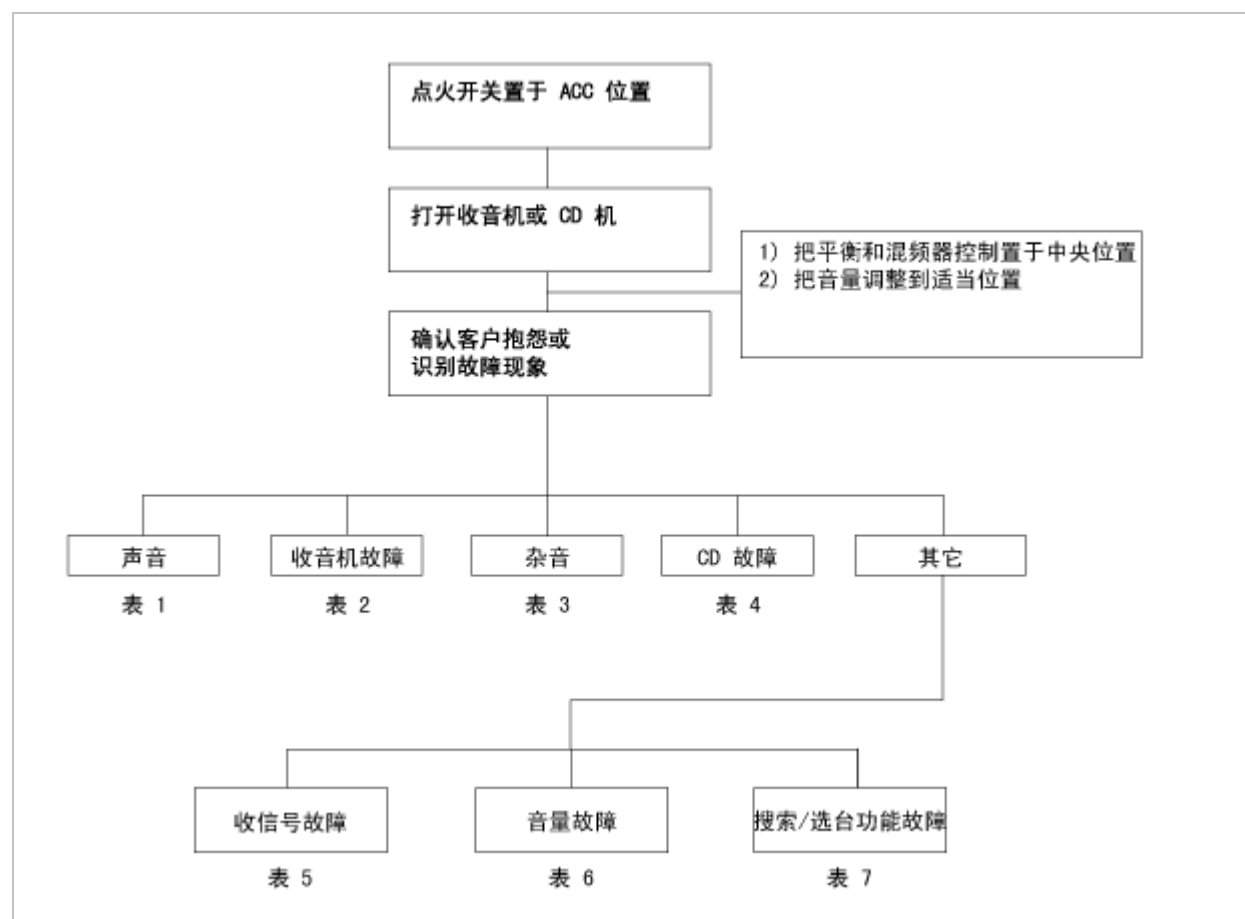 点火开关置于 ACC 位置
打开收音机或 CD 机
1) 把平衡和混频器控制置于中央位置
2) 把音量调整到适当位置
确认客户抱怨或
识别故障现象
声音
收音机故障
杂音
CD 故障
其它
表 1
表 2
表 3
表 4
收信号故障
音量故障
搜索/选台功能故障
表 5
表 6
表 7